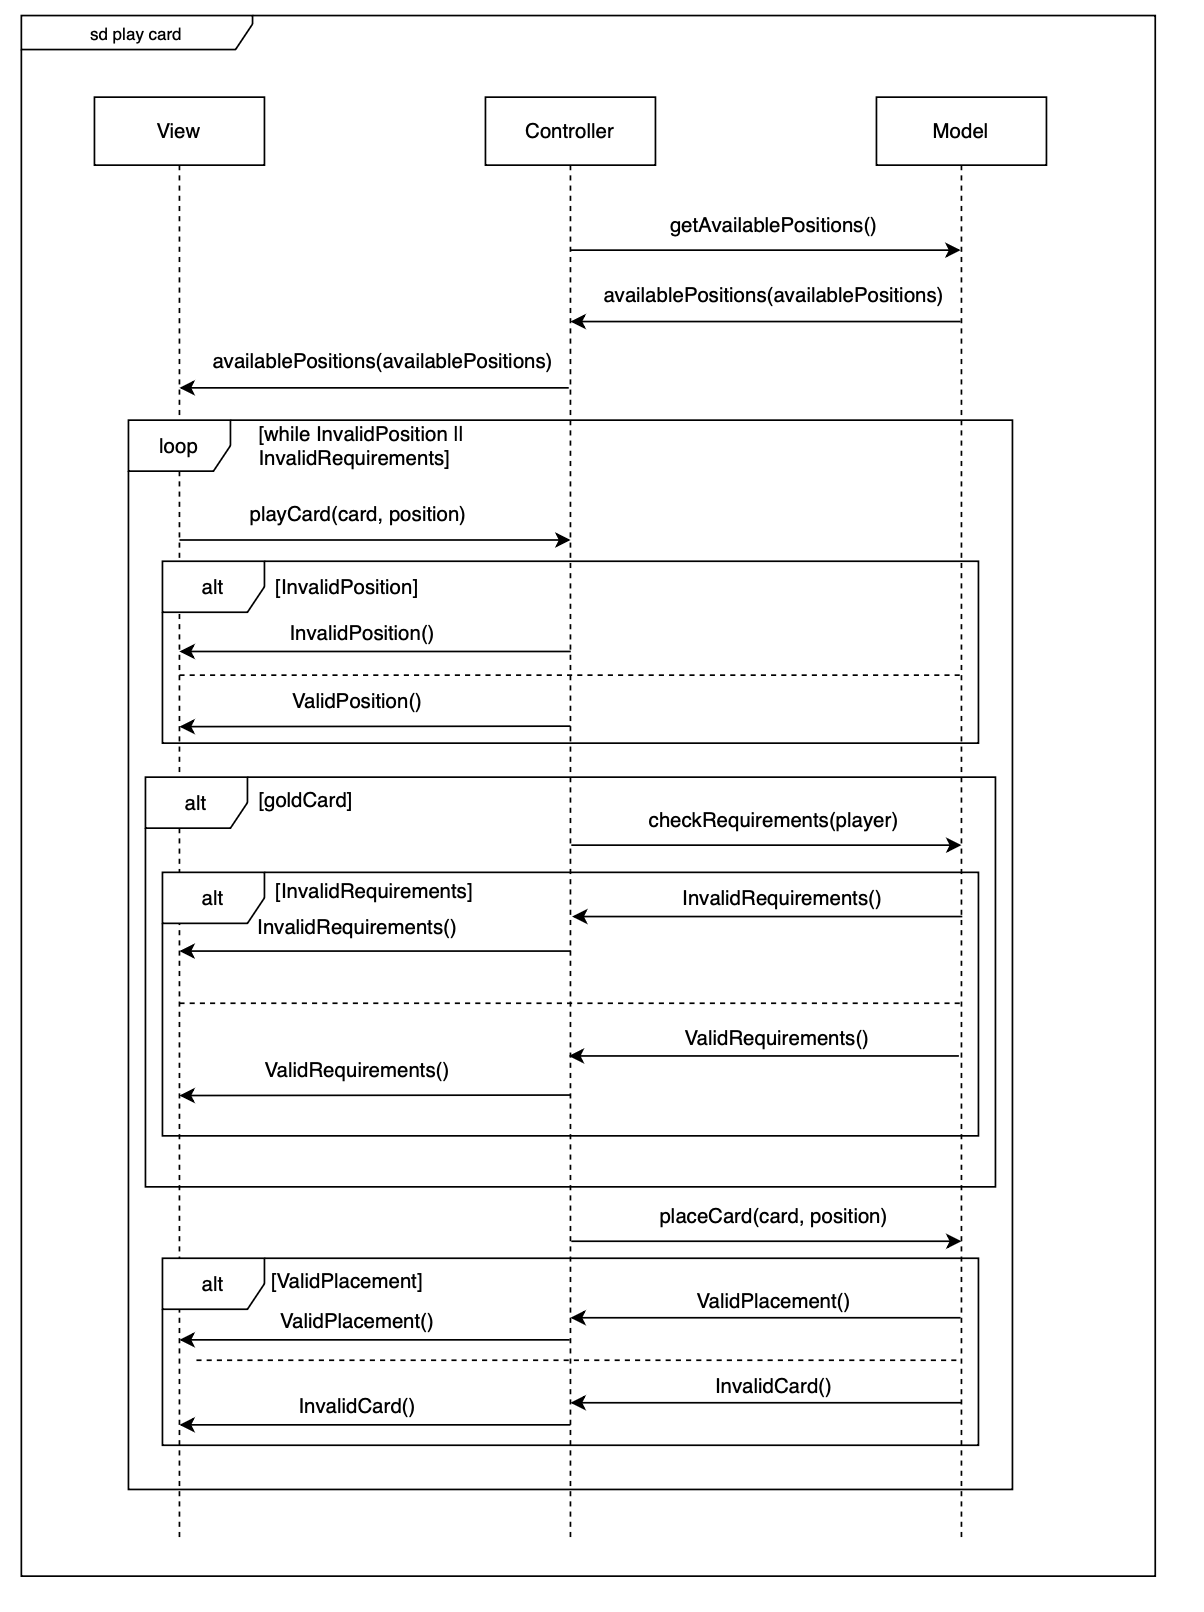 sd play card
View
Controller
Model
getAvailablePositions()
availablePositions(availablePositions)
availablePositions(availablePositions)
loop
[while InvalidPosition ||
InvalidRequirements]
playCard(card, position)
alt
[InvalidPosition]
InvalidPosition()
ValidPosition()
alt
[goldCard]
checkRequirements(player)
alt
[InvalidRequirements]
InvalidRequirements()
InvalidRequirements()
ValidRequirements()
ValidRequirements()
placeCard(card, position)
alt
[ValidPlacement]
ValidPlacement()
ValidPlacement()
InvalidCard()
InvalidCard()